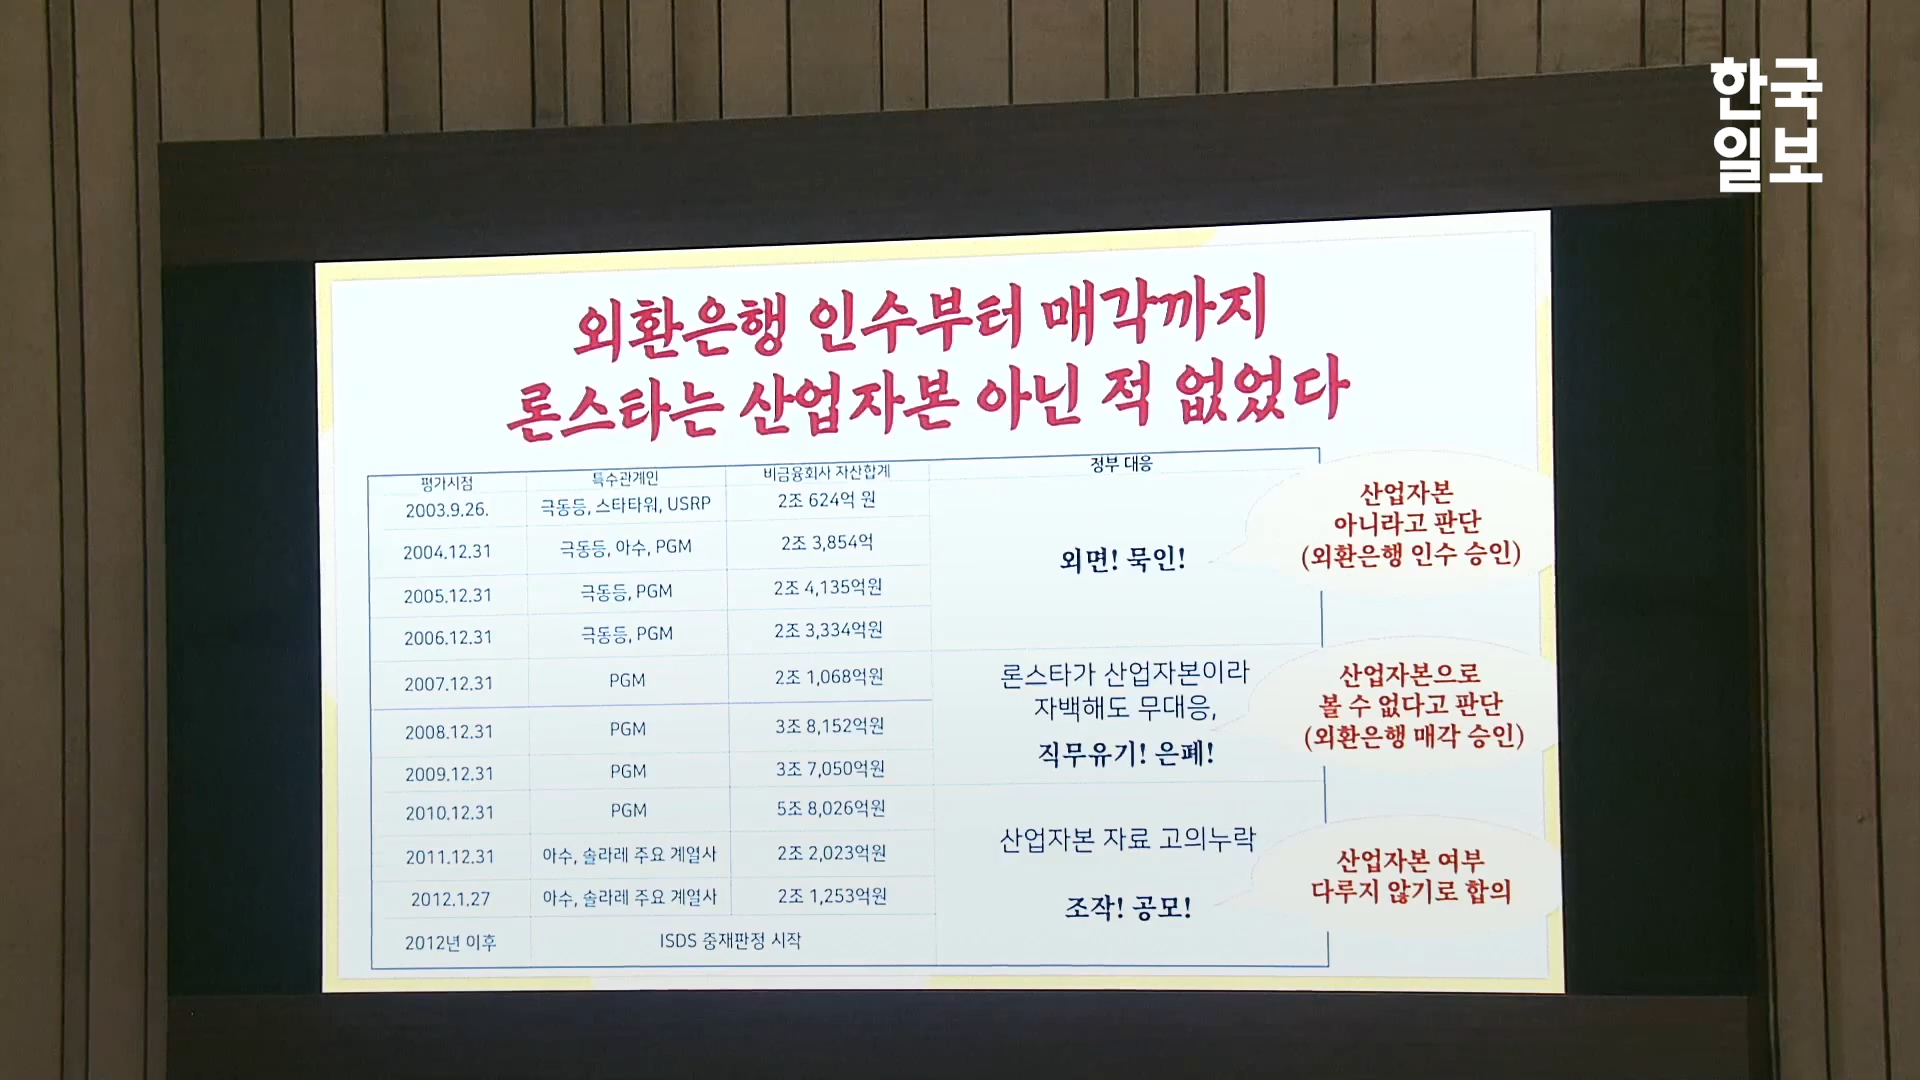 한국
일보
외환은행 인수부터 매각까지
론스타는 산업자본 아닌 적 없었다
평가시점 특수관계인 비금융회사 자산합계 정부 대응
2003.9.26. 극동등, 스타타워, USRP 2조 624억 원
2004.12.31 극동등, 아수, PGM 2조 3,854억
2005.12.31 극동등, PGM 2조 4,135억원
2006.12.31 극동등, PGM 2조 3,334억원
2007.12.31 PGM 2조 1,068억원
2008.12.31 PGM 3조 8,152억원
2009.12.31 PGM 3조 7,050억원
2010.12.31 PGM 5조 8,026억원
2011.12.31 아수, 솔라레 주요 계열사 2조 2,023억원
2012.1.27 아수, 솔라레 주요 계열사 2조 1,253억원
2012년 이후 ISDS 중재판정 시작
외면! 묵인!
론스타가 산업자본이라
자백해도 무대응,
직무유기! 은폐!
산업자본 자료 고의누락
조작! 공모!
산업자본
아니라고 판단
(외환은행 인수 승인)
산업자본으로
볼 수 없다고 판단
(외환은행 매각 승인)
산업자본 여부
다루지 않기로 합의